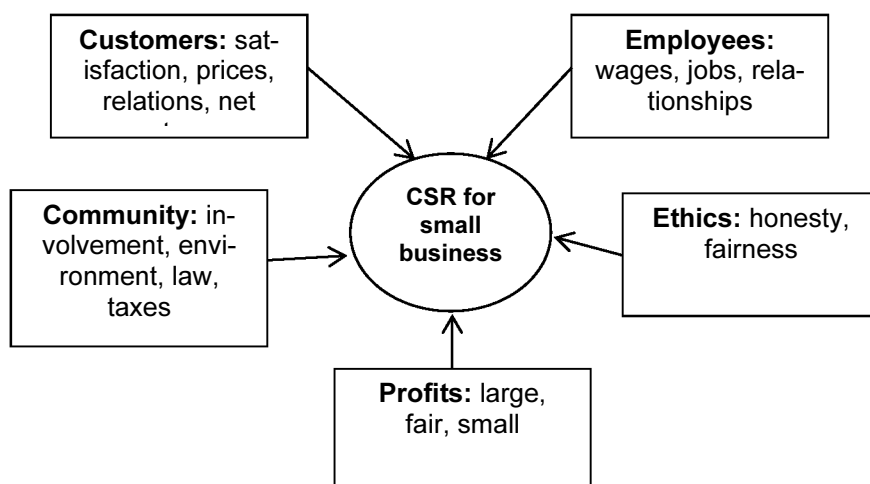 Customers: sat-
isfaction, prices,
relations, net
Employees:
wages, jobs, rela-
tionships
CSR for
small
business
Community: in-
volvement, envi-
ronment, law,
taxes
Ethics: honesty,
fairness
Profits: large,
fair, small